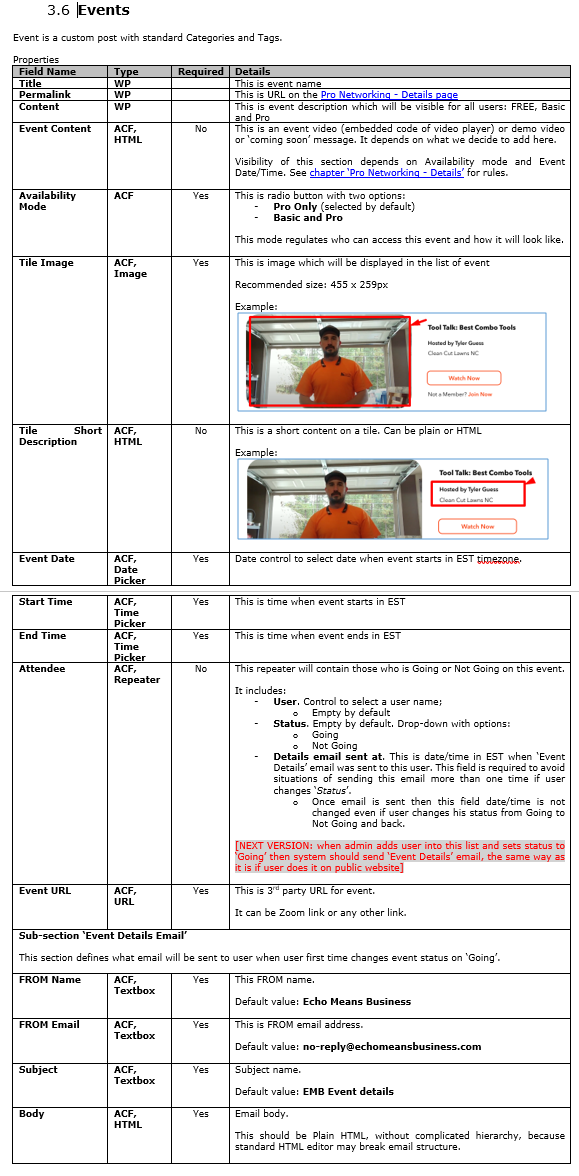 3.6 Events
Event is a custom post with standard Categories and Tags.
Properties
Field Name Type Required Details
Title WP This is event name
Permalink WP This is URL on the Pro Networking - Details page
Content WP This is event description which will be visible for all users: FREE, Basic
and Pro
Event Content ACF, No This is an event video (embedded code of video player) or demo video
HTML or 'coming soon' message. It depends on what we decide to add here.
Visibility of this section depends on Availability mode and Event
Date/Time. See chapter 'Pro Networking - Details' for rules.
Availability ACF Yes This is radio button with two options:
Mode - Pro Only (selected by default)
- Basic and Pro
This mode regulates who can access this event and how it will look like.
Tile Image ACF, Yes This is image which will be displayed in the list of event
Image
Recommended size: 455 x 259px
Example:
Tool Talk: Best Combo Tools
Hosted by Tyler Guess
Clean Cut Lawns NC
Watch Now
Not a Member? Join Now
Tile Short ACF, No This is a short content on a tile. Can be plain or HTML
Description HTML
Example:
Tool Talk: Best Combo Tools
Hosted by Tyler Guess
Clean Cut Lawns NC
Watch Now
Event Date ACF, Yes Date control to select date when event starts in EST timezone.
Date
Picker
Start Time ACF, Yes This is time when event starts in EST
Time
Picker
End Time ACF, Yes This is time when event ends in EST
Time
Picker
Attendee ACF, No This repeater will contain those who is Going or Not Going on this event.
Repeater
It includes:
- User. Control to select a user name;
o Empty by default
- Status. Empty by default. Drop-down with options:
o Going
o Not Going
- Details email sent at. This is date/time in EST when 'Event
Details' email was sent to this user. This field is required to avoid
situations of sending this email more than one time if user
changes 'Status'.
o Once email is sent then this field date/time is not
changed even if user changes his status from Going to
Not Going and back.
[NEXT VERSION: when admin adds user into this list and sets status to
'Going' then system should send 'Event Details' email, the same way as
it is if user does it on public website]
Event URL ACF, Yes This is 3rd party URL for event.
URL
It can be Zoom link or any other link.
Sub-section 'Event Details Email'
This section defines what email will be sent to user when user first time changes event status on 'Going'.
FROM Name ACF, Yes This FROM name.
Textbox
Default value: Echo Means Business
FROM Email ACF, Yes This is FROM email address.
Textbox
Default value: no-reply@echomeansbusiness.com
Subject ACF, Yes Subject name.
Textbox
Default value: EMB Event details
Body ACF, Yes Email body.
HTML
This should be Plain HTML, without complicated hierarchy, because
standard HTML editor may break email structure.